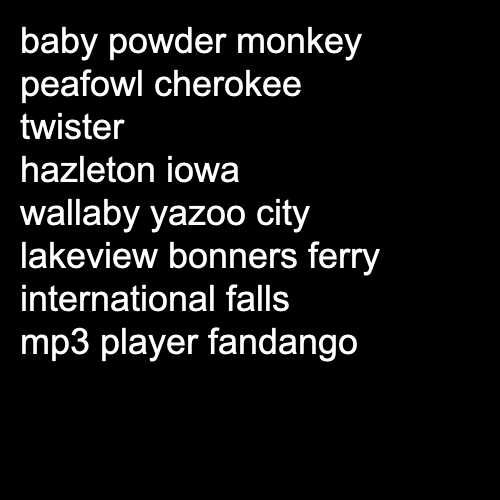 baby powder monkey
peafowl cherokee
twister
hazleton iowa
wallaby yazoo city
lakeview bonners ferry
international falls
mp3 player fandango